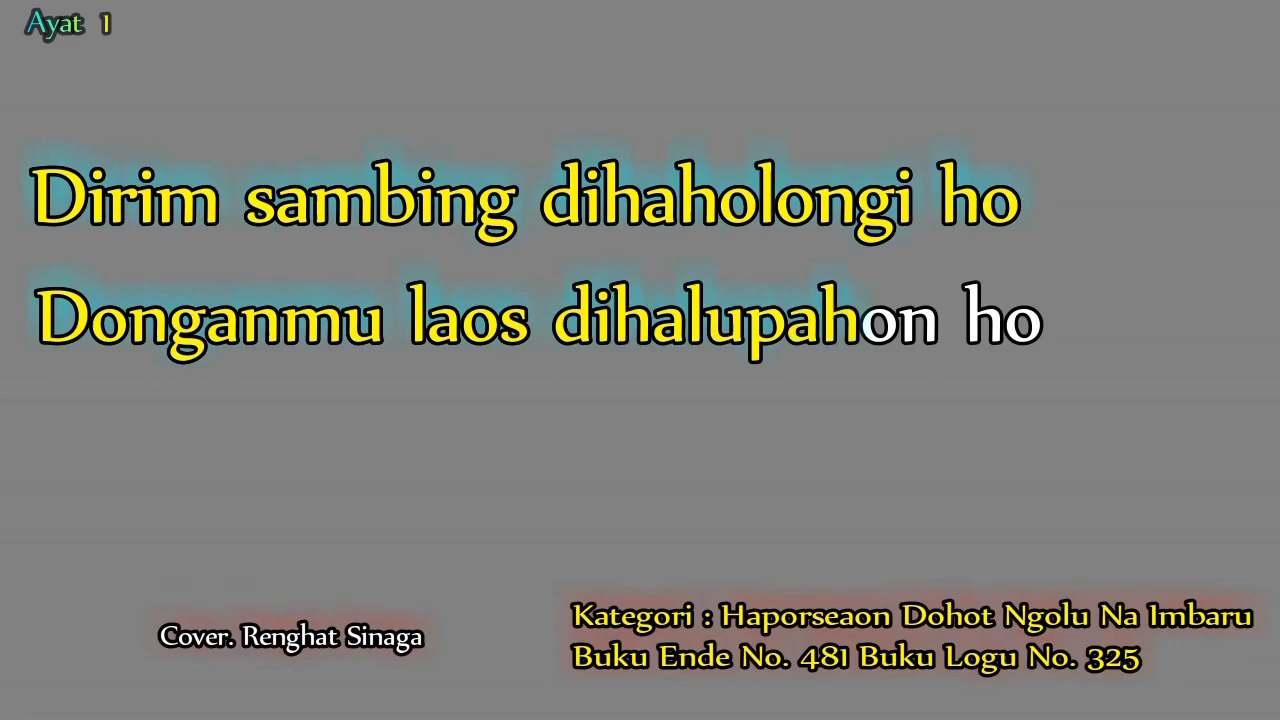 Ayat 1
Dirim sambing dihaholongi ho
Donganmu laos dihalupahon ho
Cover. Renghat Sinaga
Kategori : Haporseaon Dohot Ngolu Na Imbaru
Buku Ende No. 481 Buku Logu No. 325